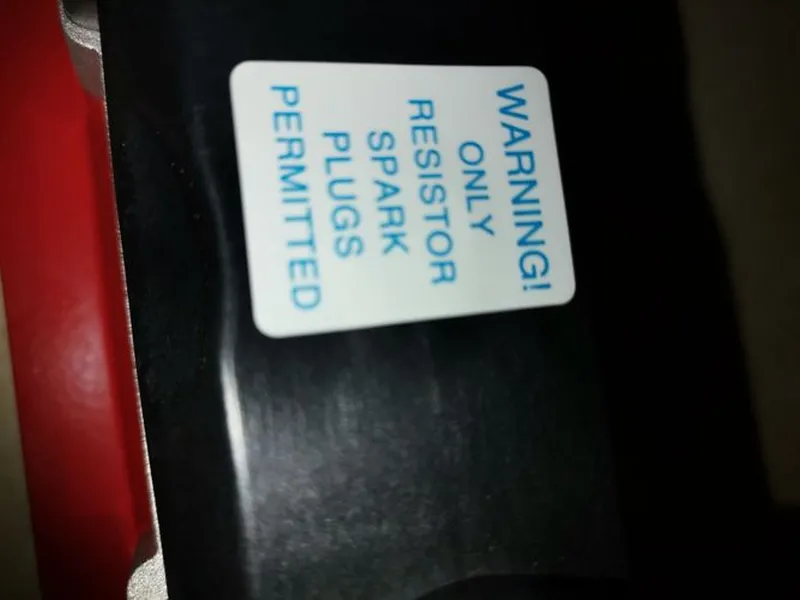 WARNING!
ONLY
RESISTOR
SPARK
PLUGS
PERMITTED